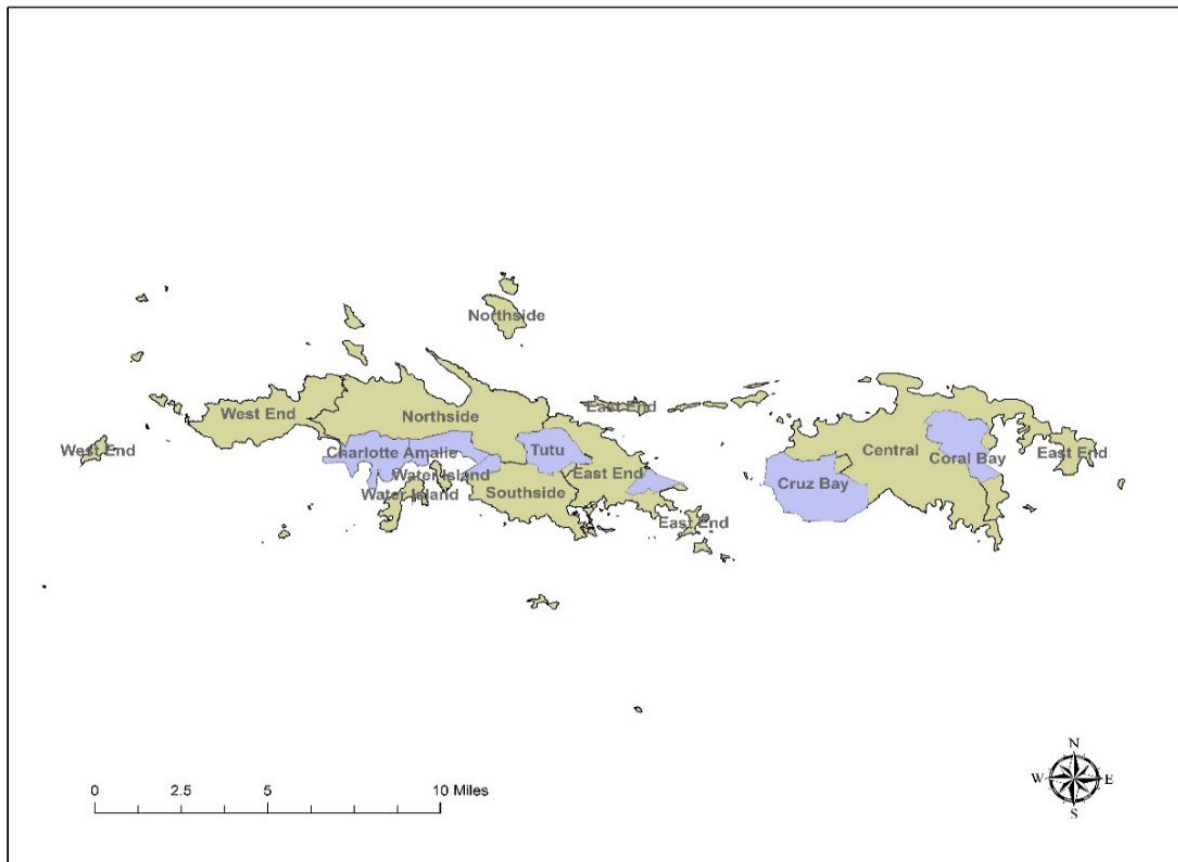 Northside
West End
Northside
East End
West End
Charlotte Amalie
Tutu
Central
Coral Bay
East End
Water Island
East End
Cruz Bay
Water Island
Southside
East End
N
W
E
S
0
2.5
5
10 Miles